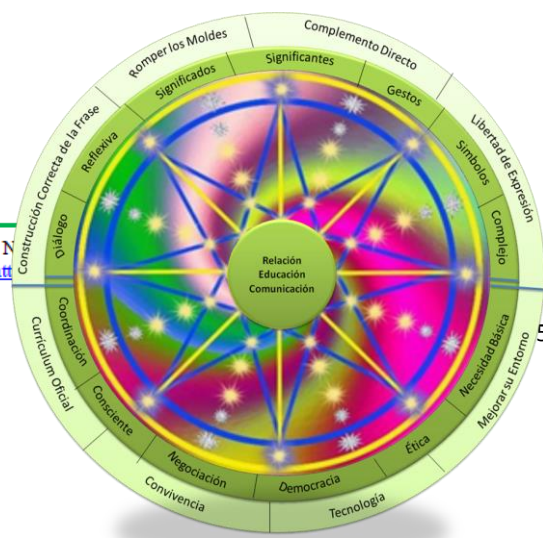 Romper los Moldes
Complemento Directo
Libertad de Expresión
Mejorar su Entorno
Tecnología
Convivencia
Currículum Oficial
Construcción Correcta de la Frase
Significados
Significantes
Gestos
Simbolos
Complejo
Necesidad Básica
Ética
Democracia
Negociación
Consciente
Coordinación
Diálogo
Reflexiva
Relación
Educación
Comunicación
N